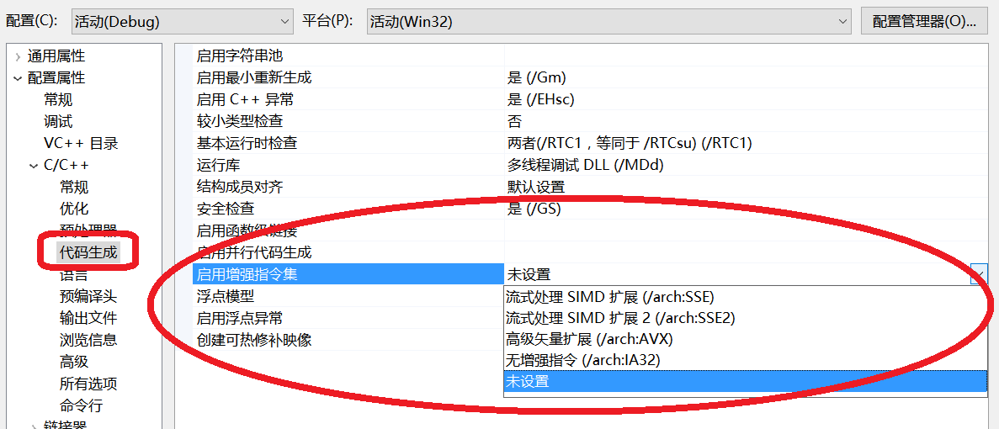 配置(C): 活动(Debug) 平台(P): 活动(Win32) 配置管理器(O)...
通用属性
配置属性
常规
调试
VC++ 目录
C/C++
常规
优化
预处理器
代码生成
语言
预编译头
输出文件
浏览信息
高级
所有选项
命令行
链接器
启用字符串池
启用最小重新生成 是 (/Gm)
启用 C++ 异常 是 (/EHsc)
较小类型检查 否
基本运行时检查 两者(/RTC1，等同于 /RTCsu) (/RTC1)
运行库 多线程调试 DLL (/MDd)
结构成员对齐 默认设置
安全检查 是 (/GS)
启用函数级链接
启用并行代码生成
启用增强指令集 未设置
浮点模型
启用浮点异常
创建可热修补映像
流式处理 SIMD 扩展 (/arch:SSE)
流式处理 SIMD 扩展 2 (/arch:SSE2)
高级矢量扩展 (/arch:AVX)
无增强指令 (/arch:IA32)
未设置